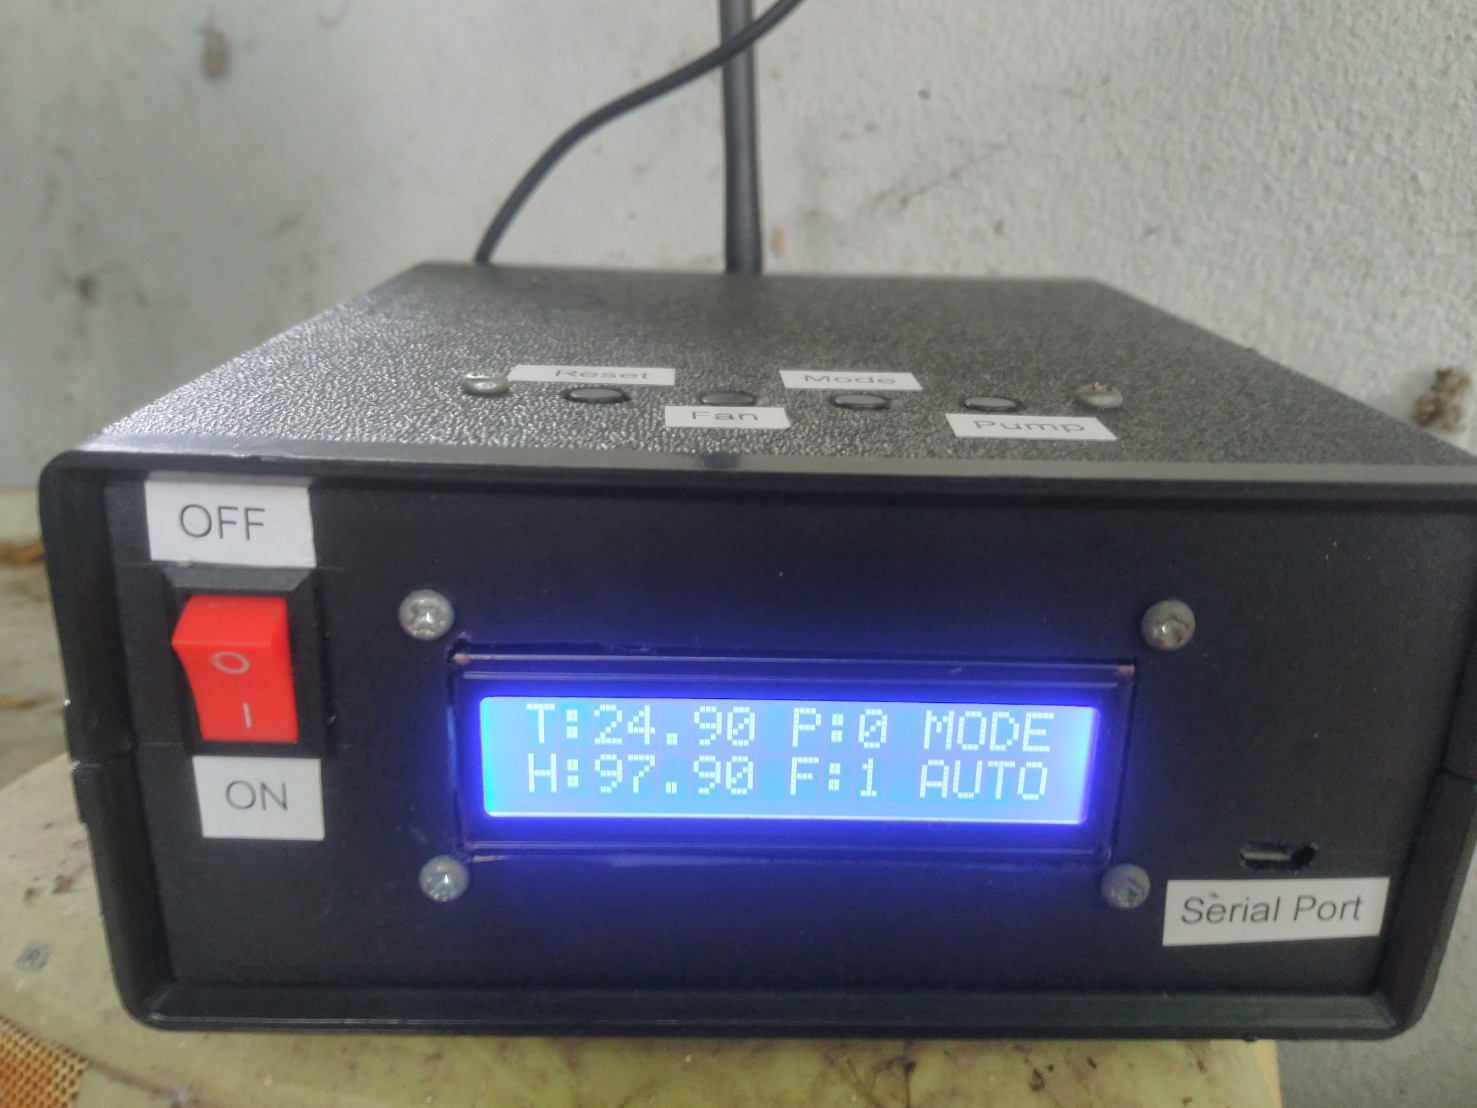 Reset
Mode
Fan
Pump
OFF
O
I
ON
T:24.90 P:0 MODE
H:97.90 F:1 AUTO
Serial Port